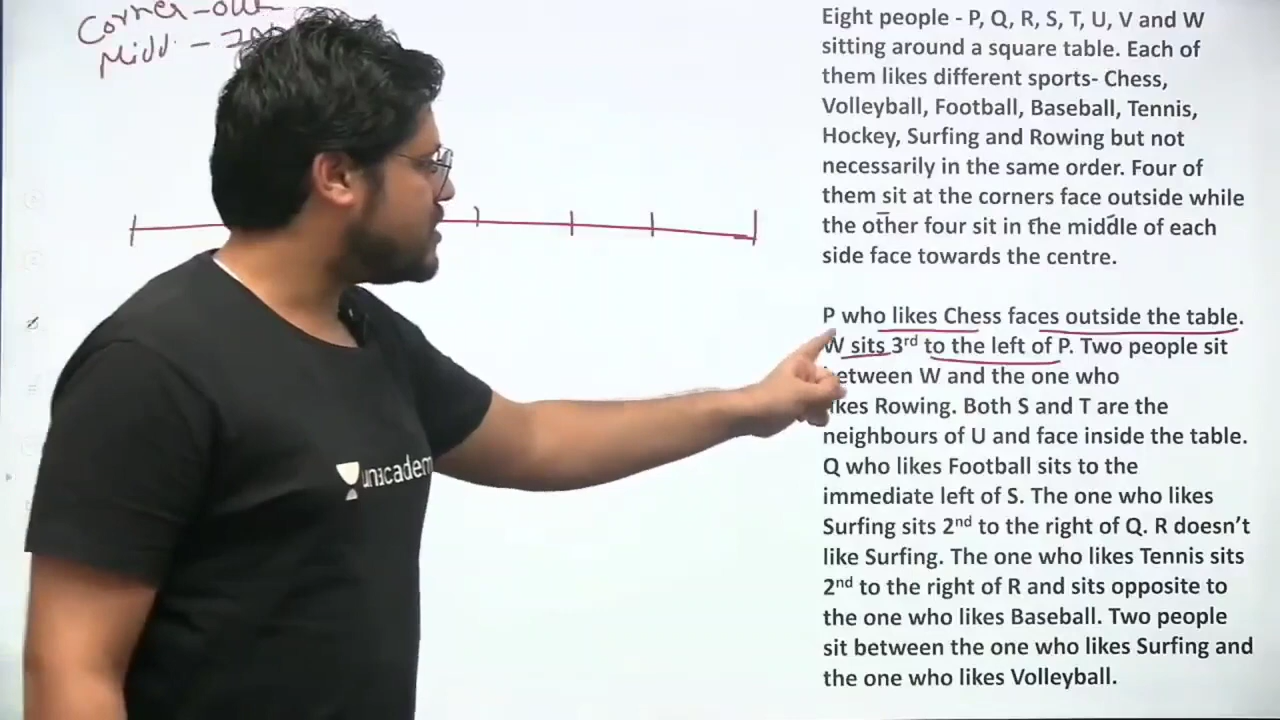 Corner - out
Midd. -
Eight people - P, Q, R, S, T, U, V and W
sitting around a square table. Each of
them likes different sports- Chess,
Volleyball, Football, Baseball, Tennis,
Hockey, Surfing and Rowing but not
necessarily in the same order. Four of
them sit at the corners face outside while
the other four sit in the middle of each
side face towards the centre.
P who likes Chess faces outside the table.
W sits 3rd to the left of P. Two people sit
between W and the one who
likes Rowing. Both S and T are the
neighbours of U and face inside the table.
Q who likes Football sits to the
immediate left of S. The one who likes
Surfing sits 2nd to the right of Q. R doesn't
like Surfing. The one who likes Tennis sits
2nd to the right of R and sits opposite to
the one who likes Baseball. Two people
sit between the one who likes Surfing and
the one who likes Volleyball.
unacademy